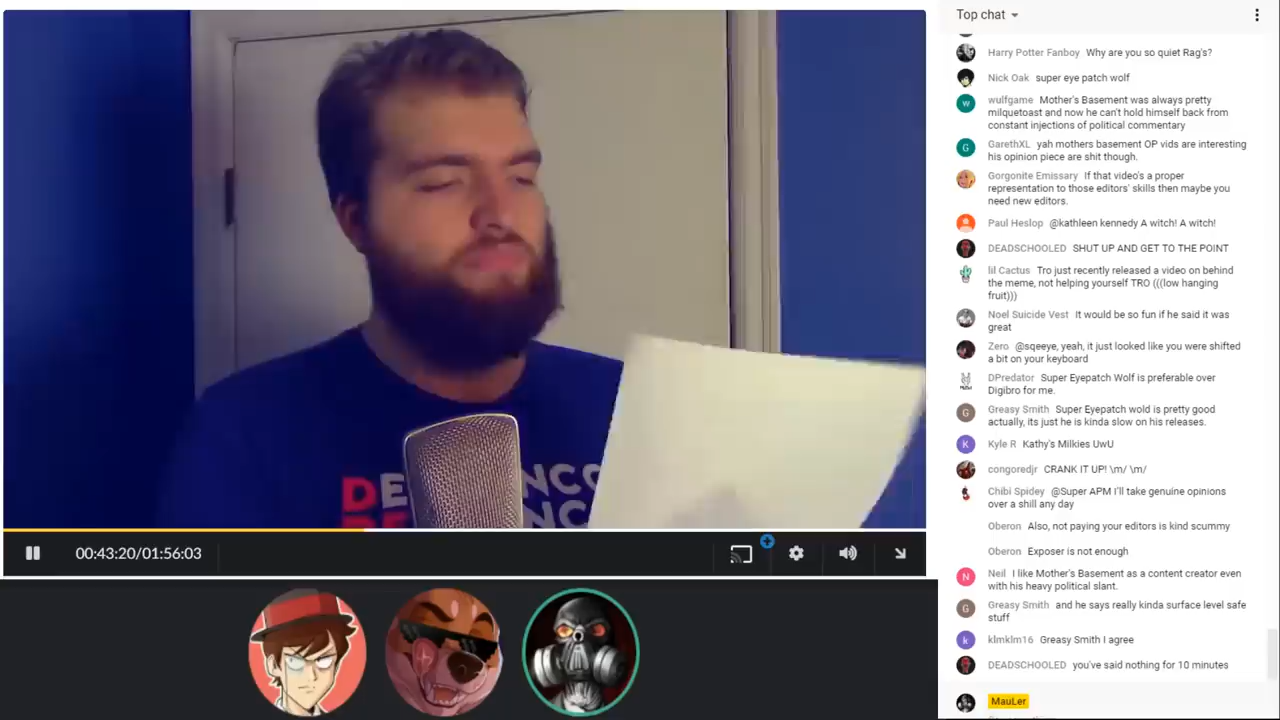 Top chat
Harry Potter Fanboy Why are you so quiet Rag's?
Nick Oak super eye patch wolf
wulfgame Mother's Basement was always pretty
milquetoast and now he can't hold himself back from
constant injections of political commentary
GarethXL yah mothers basement OP vids are interesting
his opinion piece are shit though.
Gorgonite Emissary If that video's a proper
representation to those editors' skills then maybe you
need new editors.
Paul Heslop @kathleen kennedy A witch! A witch!
DEADSCHOOLED SHUT UP AND GET TO THE POINT
lil Cactus Tro just recently released a video on behind
the meme, not helping yourself TRO (((low hanging
fruit)))
Noel Suicide Vest It would be so fun if he said it was
great
Zero @sqeeye, yeah, it just looked like you were shifted
a bit on your keyboard
DPredator Super Eyepatch Wolf is preferable over
Digibro for me.
Greasy Smith Super Eyepatch wold is pretty good
actually, its just he is kinda slow on his releases.
Kyle R Kathy's Milkies UwU
congoredjr CRANK IT UP! \m/ \m/
Chibi Spidey @Super APM I'll take genuine opinions
over a shill any day
Oberon Also, not paying your editors is kind scummy
Oberon Exposer is not enough
Neil I like Mother's Basement as a content creator even
with his heavy political slant.
Greasy Smith and he says really kinda surface level safe
stuff
klmklm16 Greasy Smith I agree
DEADSCHOOLED you've said nothing for 10 minutes
MauLer
DE NCO
NC
00:43:20/01:56:03